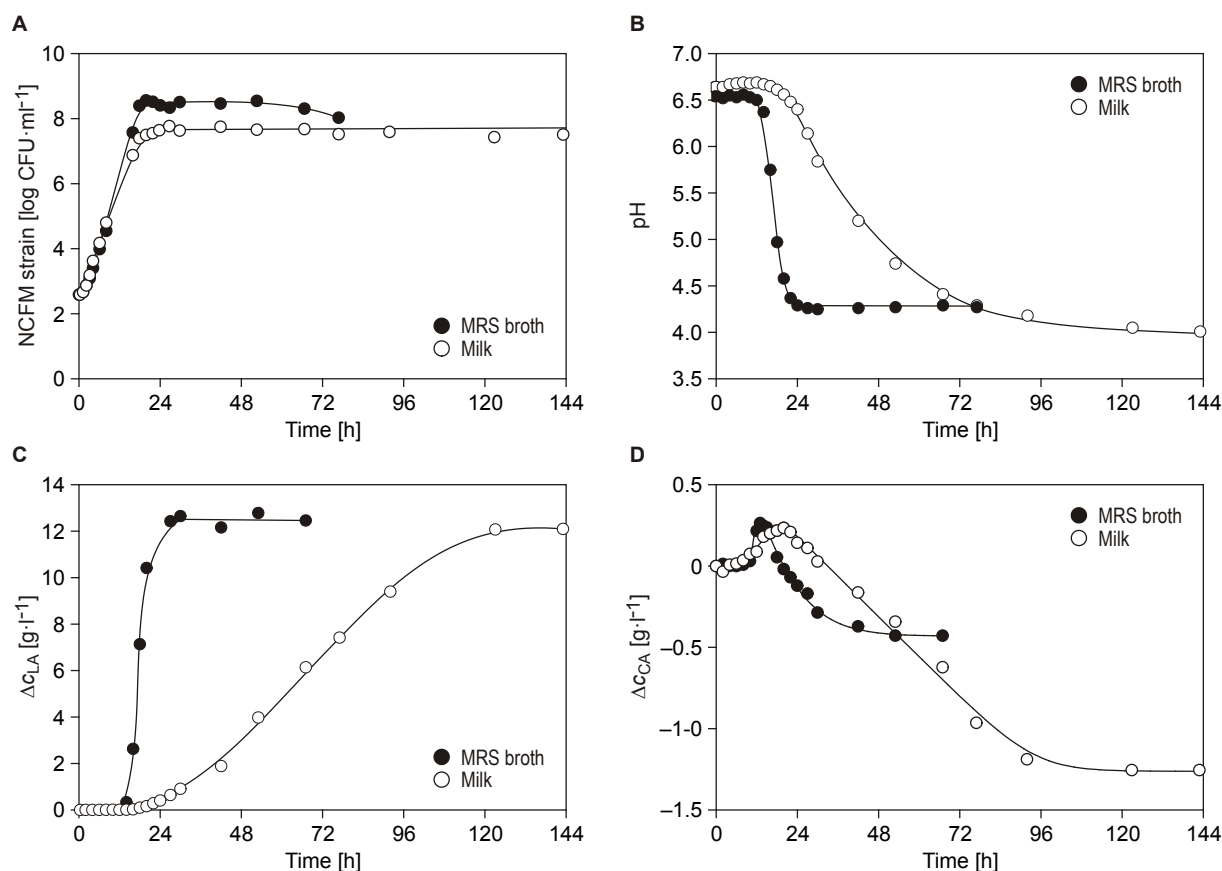 A
NCFM strain [log CFU·ml⁻¹]
10
8
6
4
2
0
0 24 48 72 96 120 144
Time [h]
MRS broth
Milk
B
pH
7.0
6.5
6.0
5.5
5.0
4.5
4.0
3.5
0 24 48 72 96 120 144
Time [h]
MRS broth
Milk
C
Δc_LA [g·l⁻¹]
14
12
10
8
6
4
2
0
0 24 48 72 96 120 144
Time [h]
MRS broth
Milk
D
Δc_CA [g·l⁻¹]
0.5
0
–0.5
–1.0
–1.5
0 24 48 72 96 120 144
Time [h]
MRS broth
Milk